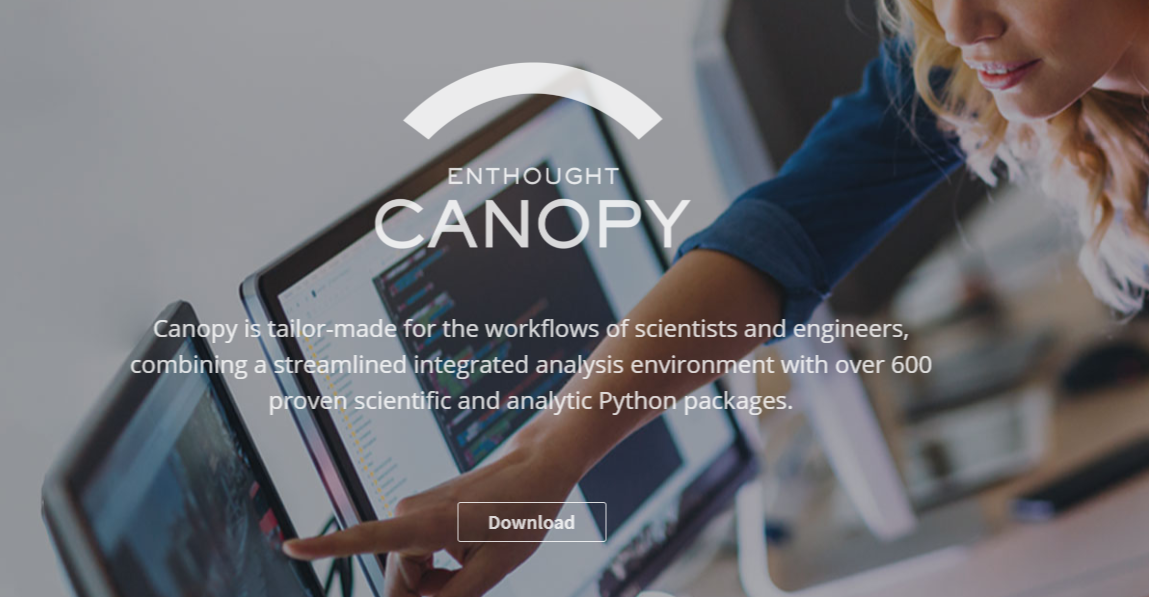 ENTHOUGHT
CANOPY
Canopy is tailor-made for the workflows of scientists and engineers,
combining a streamlined integrated analysis environment with over 600
proven scientific and analytic Python packages.
Download